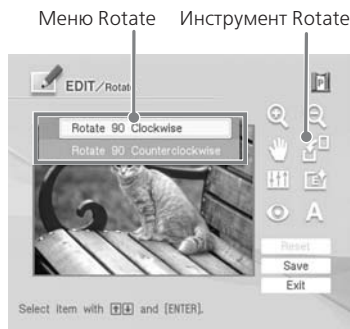 Меню Rotate Инструмент Rotate
EDIT/Rotate
P
Rotate 90 Clockwise
Rotate 90 Counterclockwise
A
Reset
Save
Exit
Select item with [↑][↓] and [ENTER].